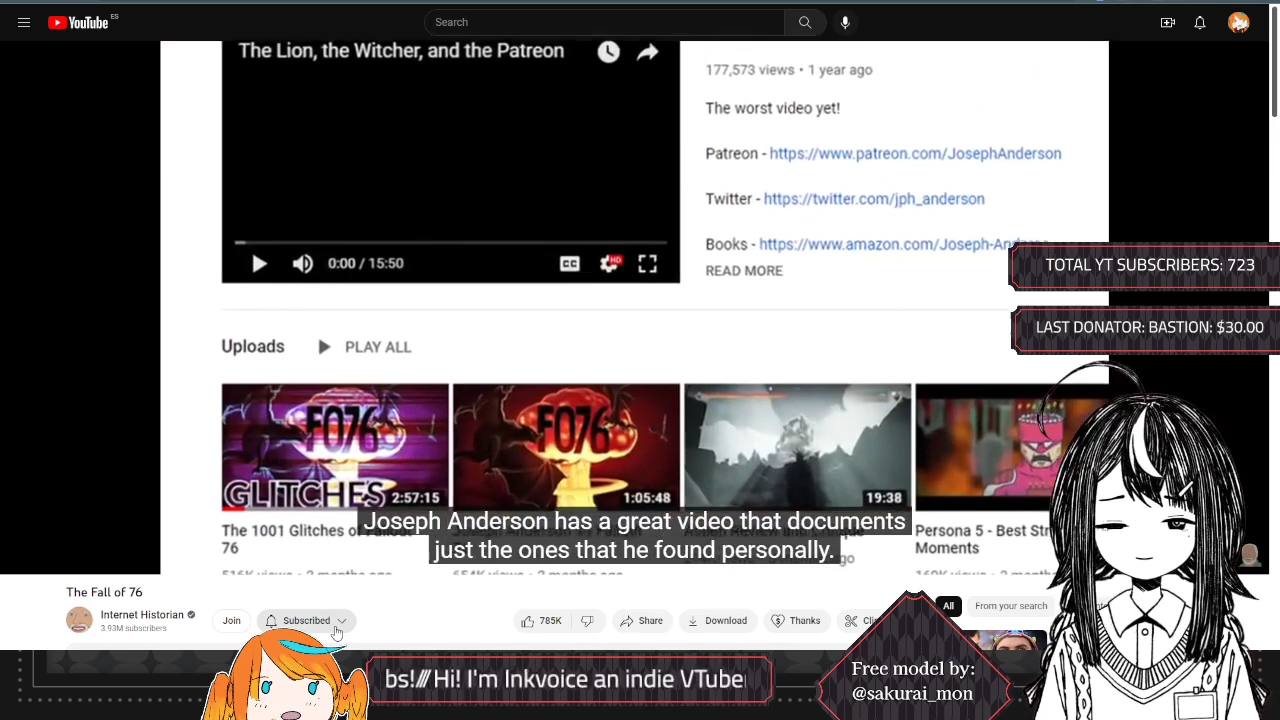 YouTube ES
Search
The Lion, the Witcher, and the Patreon
177,573 views • 1 year ago
The worst video yet!
Patreon - https://www.patreon.com/JosephAnderson
Twitter - https://twitter.com/jph_anderson
Books - https://www.amazon.com/Joseph-An
READ MORE
0:00 / 15:50
CC
HD
TOTAL YT SUBSCRIBERS: 723
LAST DONATOR: BASTION: $30.00
Uploads
PLAY ALL
FO76
GLITCHES
2:57:15
FO76
1:05:48
19:38
The 1001 Glitches of
76
Persona 5 - Best
Moments
Joseph Anderson has a great video that documents
just the ones that he found personally.
The Fall of 76
Internet Historian
3.93M subscribers
Join
Subscribed
785K
Share
Download
Thanks
All
From your search
bs!/// Hi! I'm Inkvoice an indie VTube
Free model by:
@sakurai_mon